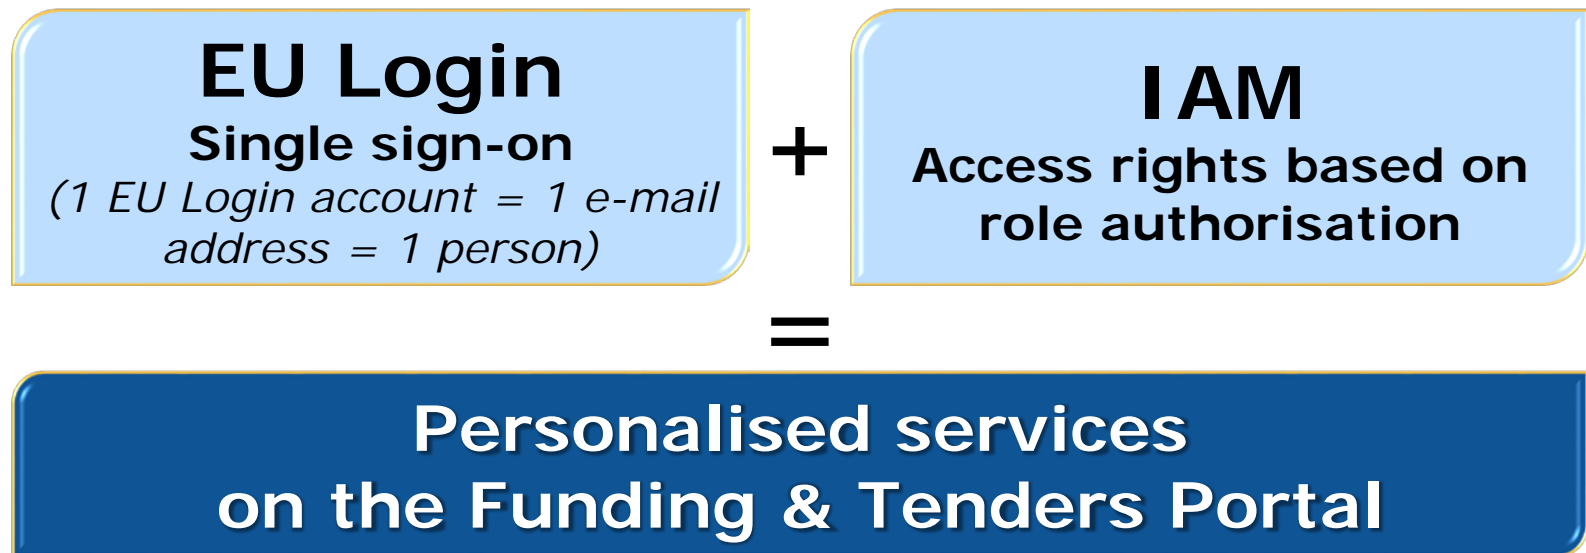 EU Login
Single sign-on
(1 EU Login account = 1 e-mail
address = 1 person)
+
IAM
Access rights based on
role authorisation
=
Personalised services
on the Funding & Tenders Portal